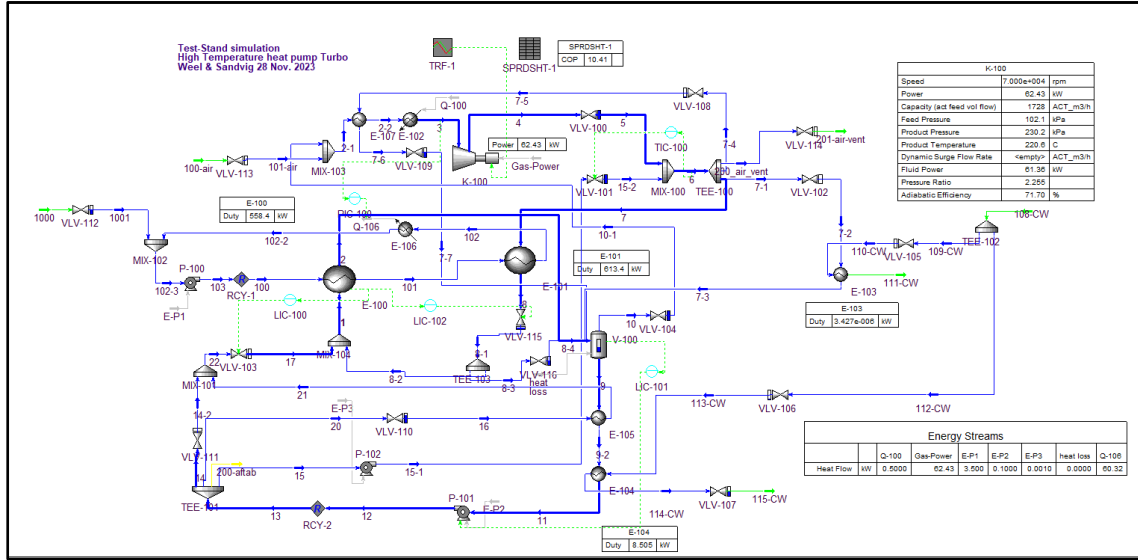 Test-Stand simulation
High Temperature heat pump Turbo
Weel & Sandvig 28 Nov. 2023
TRF-1
SPRDSHT-1
SPRDSHT-1
COP 10.41
K-100
Speed 7.000e+004 rpm
Power 62.43 kW
Capacity (act feed vol flow) 1728 ACT_m3/h
Feed Pressure 102.1 kPa
Product Pressure 230.2 kPa
Product Temperature 220.6 C
Dynamic Surge Flow Rate <empty> ACT_m3/h
Fluid Power 61.36 kW
Pressure Ratio 2.255
Adiabatic Efficiency 71.70 %
7-5
VLV-108
Q-100
2-2
E-107
E-102
3
4
VLV-100
5
7-4
VLV-114
201-air-vent
2-1
7-6
VLV-109
Power 62.43 kW
TIC-100
200_air_vent
100-air
VLV-113
101-air
MIX-103
K-100
Gas-Power
VLV-101
15-2
MIX-100
6
TEE-100
7-1
VLV-102
1000
VLV-112
1001
E-100
Duty 558.4 kW
PIC-100
Q-106
E-106
7
10-1
7-2
108-CW
TEE-102
MIX-102
102-2
102
2
7-7
E-101
Duty 613.4 kW
110-CW
VLV-105
109-CW
102-3
P-100
103
RCY-1
100
E-100
101
E-101
7-3
E-103
111-CW
E-P1
LIC-100
LIC-102
8
VLV-115
10
VLV-104
E-103
Duty 3.427e-006 kW
1
V-100
22
VLV-103
17
MIX-104
8-1
8-4
MIX-101
8-2
TEE-103
8-3
VLV-116
heat
loss
LIC-101
21
9
113-CW
VLV-106
112-CW
14-2
E-P3
20
VLV-110
16
E-105
VLV-111
P-102
9-2
14
200-aftab
15
15-1
TEE-101
E-104
VLV-107
115-CW
13
RCY-2
12
P-101
E-P2
11
114-CW
E-104
Duty 8.505 kW
Energy Streams
Q-100 Gas-Power E-P1 E-P2 E-P3 heat loss Q-106
Heat Flow kW 0.5000 62.43 3.500 0.1000 0.0010 0.0000 60.32